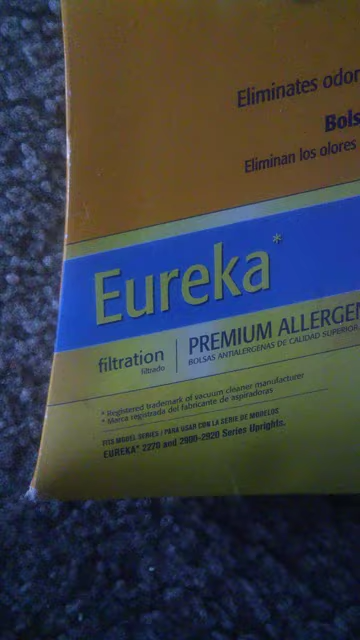 Eliminates odor
Bols
Eliminan los olores
Eureka*
filtration
filtrado
PREMIUM ALLERGEN
BOLSAS ANTIALERGENAS DE CALIDAD SUPERIOR
* Registered trademark of vacuum cleaner manufacturer
* Marca registrada del fabricante de aspiradoras
FITS MODEL SERIES / PARA USAR CON LA SERIE DE MODELOS
EUREKA* 2270 and 2900-2920 Series Uprights.